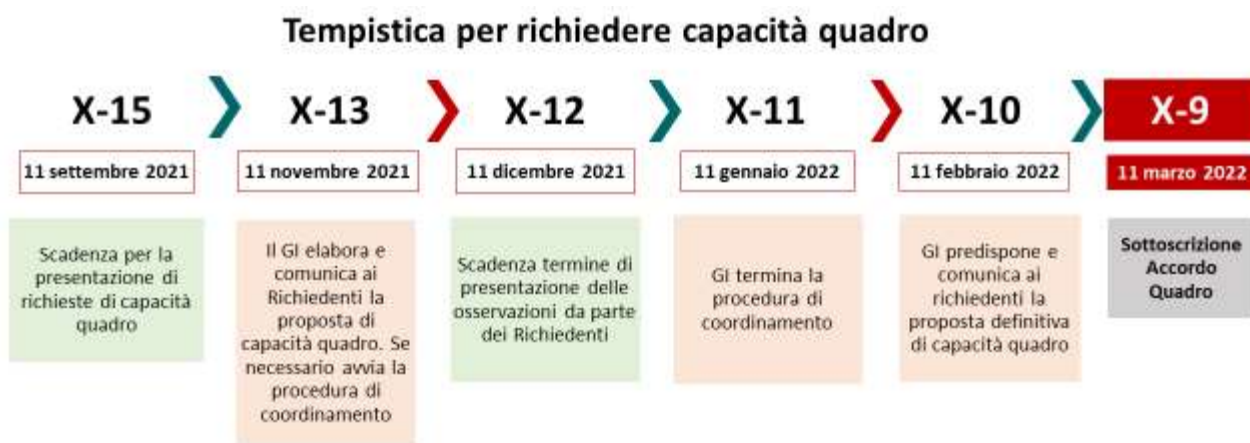 Tempistica per richiedere capacità quadro
X-15
X-13
X-12
X-11
X-10
X-9
11 settembre 2021
11 novembre 2021
11 dicembre 2021
11 gennaio 2022
11 febbraio 2022
11 marzo 2022
Scadenza per la
presentazione di
richieste di capacità
quadro
Il GI elabora e
comunica ai
Richiedenti la
proposta di
capacità quadro. Se
necessario avvia la
procedura di
coordinamento
Scadenza termine di
presentazione delle
osservazioni da parte
dei Richiedenti
GI termina la
procedura di
coordinamento
GI predispone e
comunica ai
richiedenti la
proposta definitiva
di capacità quadro
Sottoscrizione
Accordo
Quadro